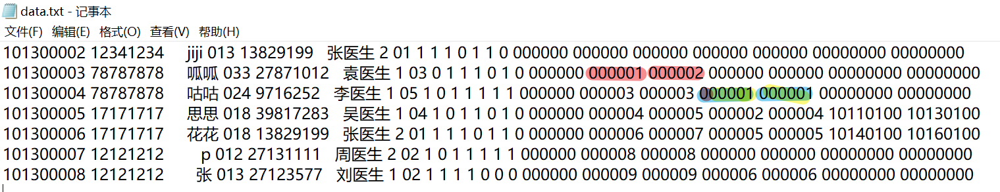 data.txt - 记事本
文件(F) 编辑(E) 格式(O) 查看(V) 帮助(H)
101300002 12341234 jiji 013 13829199 张医生 2 01 1 1 1 0 1 1 0 000000 000000 000000 000000 000000 00000000 00000000
101300003 78787878 呱呱 033 27871012 袁医生 1 03 0 1 1 1 0 1 0 000000 000001 000002 000000 000000 00000000 00000000
101300004 78787878 咕咕 024 9716252 李医生 1 05 1 0 1 1 1 1 1 000000 000003 000003 000001 000001 00000000 00000000
101300005 17171717 思思 018 39817283 吴医生 1 04 1 0 1 1 0 1 0 000000 000004 000005 000002 000004 10110100 10130100
101300006 17171717 花花 018 13829199 张医生 2 01 1 1 1 0 1 1 0 000000 000006 000007 000005 000005 10140100 10160100
101300007 12121212 p 012 27131111 周医生 2 02 1 0 1 1 1 1 1 000000 000008 000008 000000 000000 00000000 00000000
101300008 12121212 张 013 27123577 刘医生 1 02 1 1 1 1 0 0 0 000000 000009 000009 000006 000006 00000000 00000000